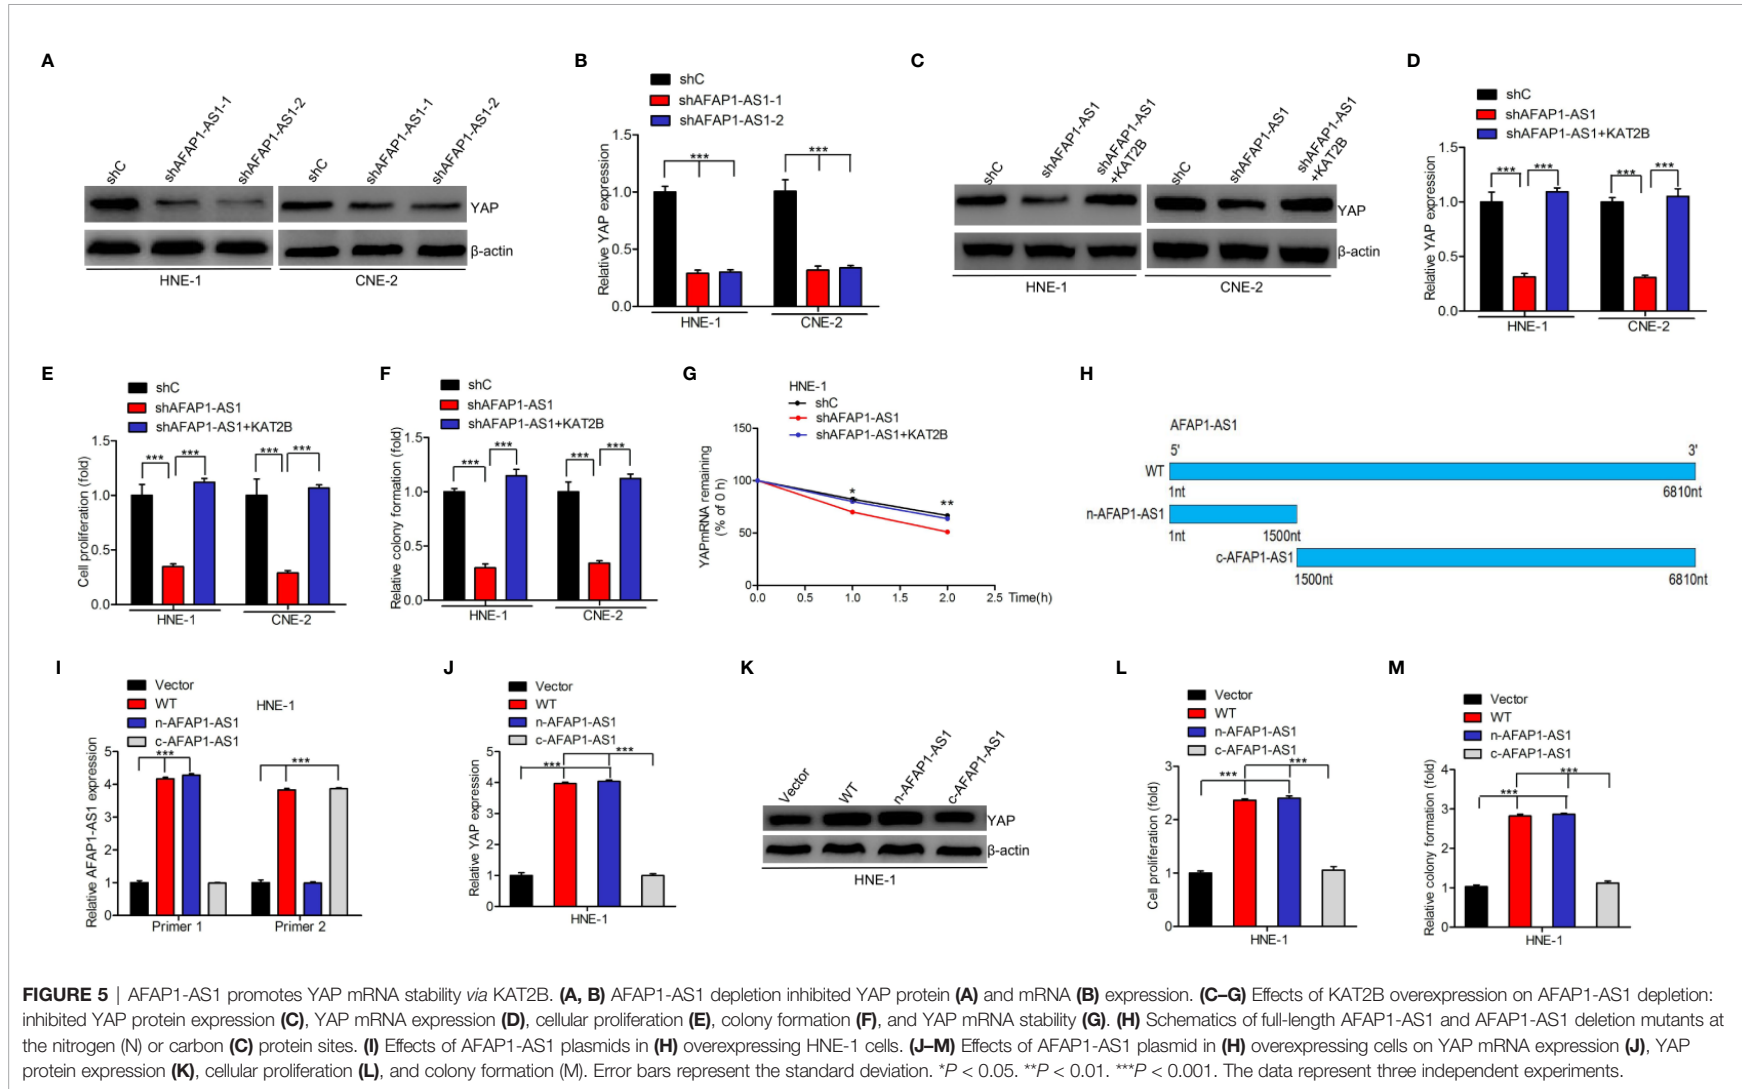 A
shC
shAFAP1-AS1-1
shAFAP1-AS1-2
shC
shAFAP1-AS1-1
shAFAP1-AS1-2
YAP
β-actin
HNE-1
CNE-2
B
shC
shAFAP1-AS1-1
shAFAP1-AS1-2
Relative YAP expression
1.5
1.0
0.5
0.0
***
***
HNE-1
CNE-2
C
shC
shAFAP1-AS1
shAFAP1-AS1
+KAT2B
shC
shAFAP1-AS1
shAFAP1-AS1
+KAT2B
YAP
β-actin
HNE-1
CNE-2
D
shC
shAFAP1-AS1
shAFAP1-AS1+KAT2B
Relative YAP expression
1.5
1.0
0.5
0.0
***
***
***
***
HNE-1
CNE-2
E
shC
shAFAP1-AS1
shAFAP1-AS1+KAT2B
Cell proliferation (fold)
1.5
1.0
0.5
0.0
***
***
***
***
HNE-1
CNE-2
F
shC
shAFAP1-AS1
shAFAP1-AS1+KAT2B
Relative colony formation (fold)
1.5
1.0
0.5
0.0
***
***
***
***
HNE-1
CNE-2
G
HNE-1
shC
shAFAP1-AS1
shAFAP1-AS1+KAT2B
YAPmRNA remaining
(% of 0 h)
150
100
50
0
*
**
0.0
0.5
1.0
1.5
2.0
2.5
Time(h)
H
AFAP1-AS1
5'
3'
WT
1nt
6810nt
n-AFAP1-AS1
1nt
1500nt
c-AFAP1-AS1
1500nt
6810nt
I
Vector
WT
n-AFAP1-AS1
c-AFAP1-AS1
HNE-1
Relative AFAP1-AS1 expression
5
4
3
2
1
0
***
***
Primer 1
Primer 2
J
Vector
WT
n-AFAP1-AS1
c-AFAP1-AS1
Relative YAP expression
5
4
3
2
1
0
***
***
HNE-1
K
Vector
WT
n-AFAP1-AS1
c-AFAP1-AS1
YAP
β-actin
HNE-1
L
Vector
WT
n-AFAP1-AS1
c-AFAP1-AS1
Cell proliferation (fold)
3
2
1
0
***
***
HNE-1
M
Vector
WT
n-AFAP1-AS1
c-AFAP1-AS1
Relative colony formation (fold)
4
3
2
1
0
***
***
HNE-1
FIGURE 5 | AFAP1-AS1 promotes YAP mRNA stability via KAT2B. (A, B) AFAP1-AS1 depletion inhibited YAP protein (A) and mRNA (B) expression. (C–G) Effects of KAT2B overexpression on AFAP1-AS1 depletion:
inhibited YAP protein expression (C), YAP mRNA expression (D), cellular proliferation (E), colony formation (F), and YAP mRNA stability (G). (H) Schematics of full-length AFAP1-AS1 and AFAP1-AS1 deletion mutants at
the nitrogen (N) or carbon (C) protein sites. (I) Effects of AFAP1-AS1 plasmids in (H) overexpressing HNE-1 cells. (J–M) Effects of AFAP1-AS1 plasmid in (H) overexpressing cells on YAP mRNA expression (J), YAP
protein expression (K), cellular proliferation (L), and colony formation (M). Error bars represent the standard deviation. *P < 0.05. **P < 0.01. ***P < 0.001. The data represent three independent experiments.